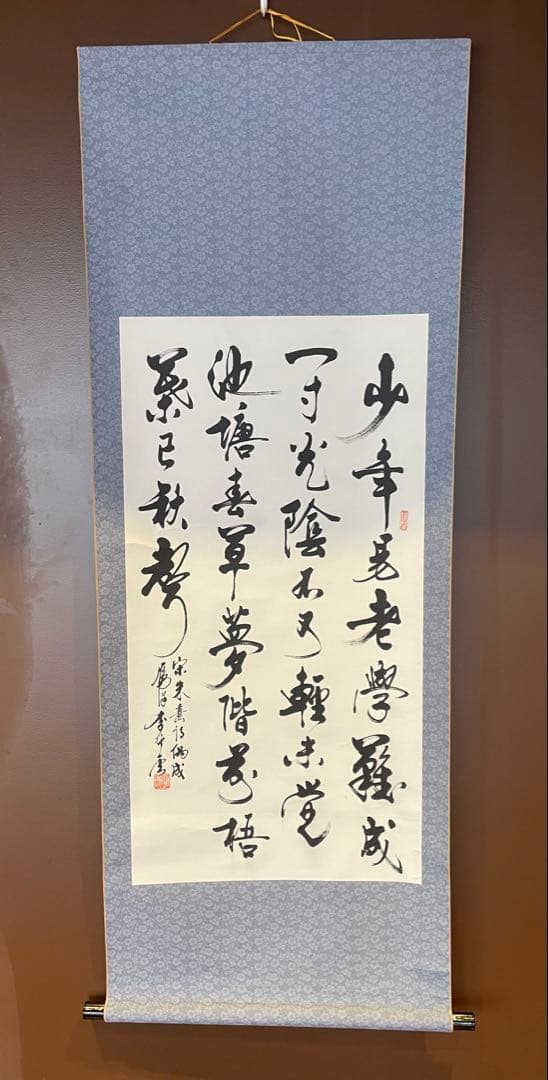 少年易老學難成
一寸光陰不可輕未覚
池塘春草夢階前梧
葉已秋聲
宋朱熹詩偶成